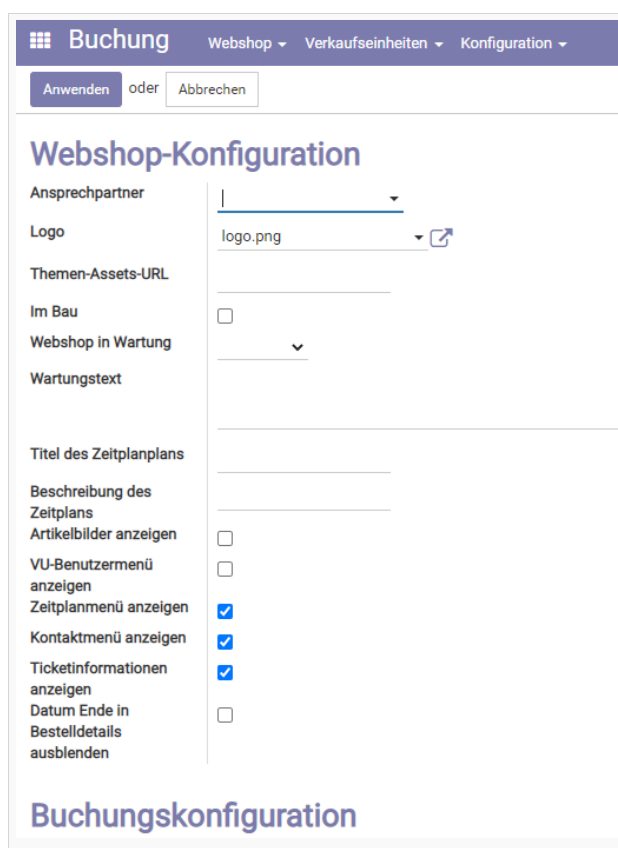 Buchung Webshop Verkaufseinheiten Konfiguration
Anwenden oder Abbrechen
Webshop-Konfiguration
Ansprechpartner
Logo logo.png
Themen-Assets-URL
Im Bau
Webshop in Wartung
Wartungstext
Titel des Zeitplanplans
Beschreibung des
Zeitplans
Artikelbilder anzeigen
VU-Benutzermenü
anzeigen
Zeitplanmenü anzeigen
Kontaktmenü anzeigen
Ticketinformationen
anzeigen
Datum Ende in
Bestelldetails
ausblenden
Buchungskonfiguration